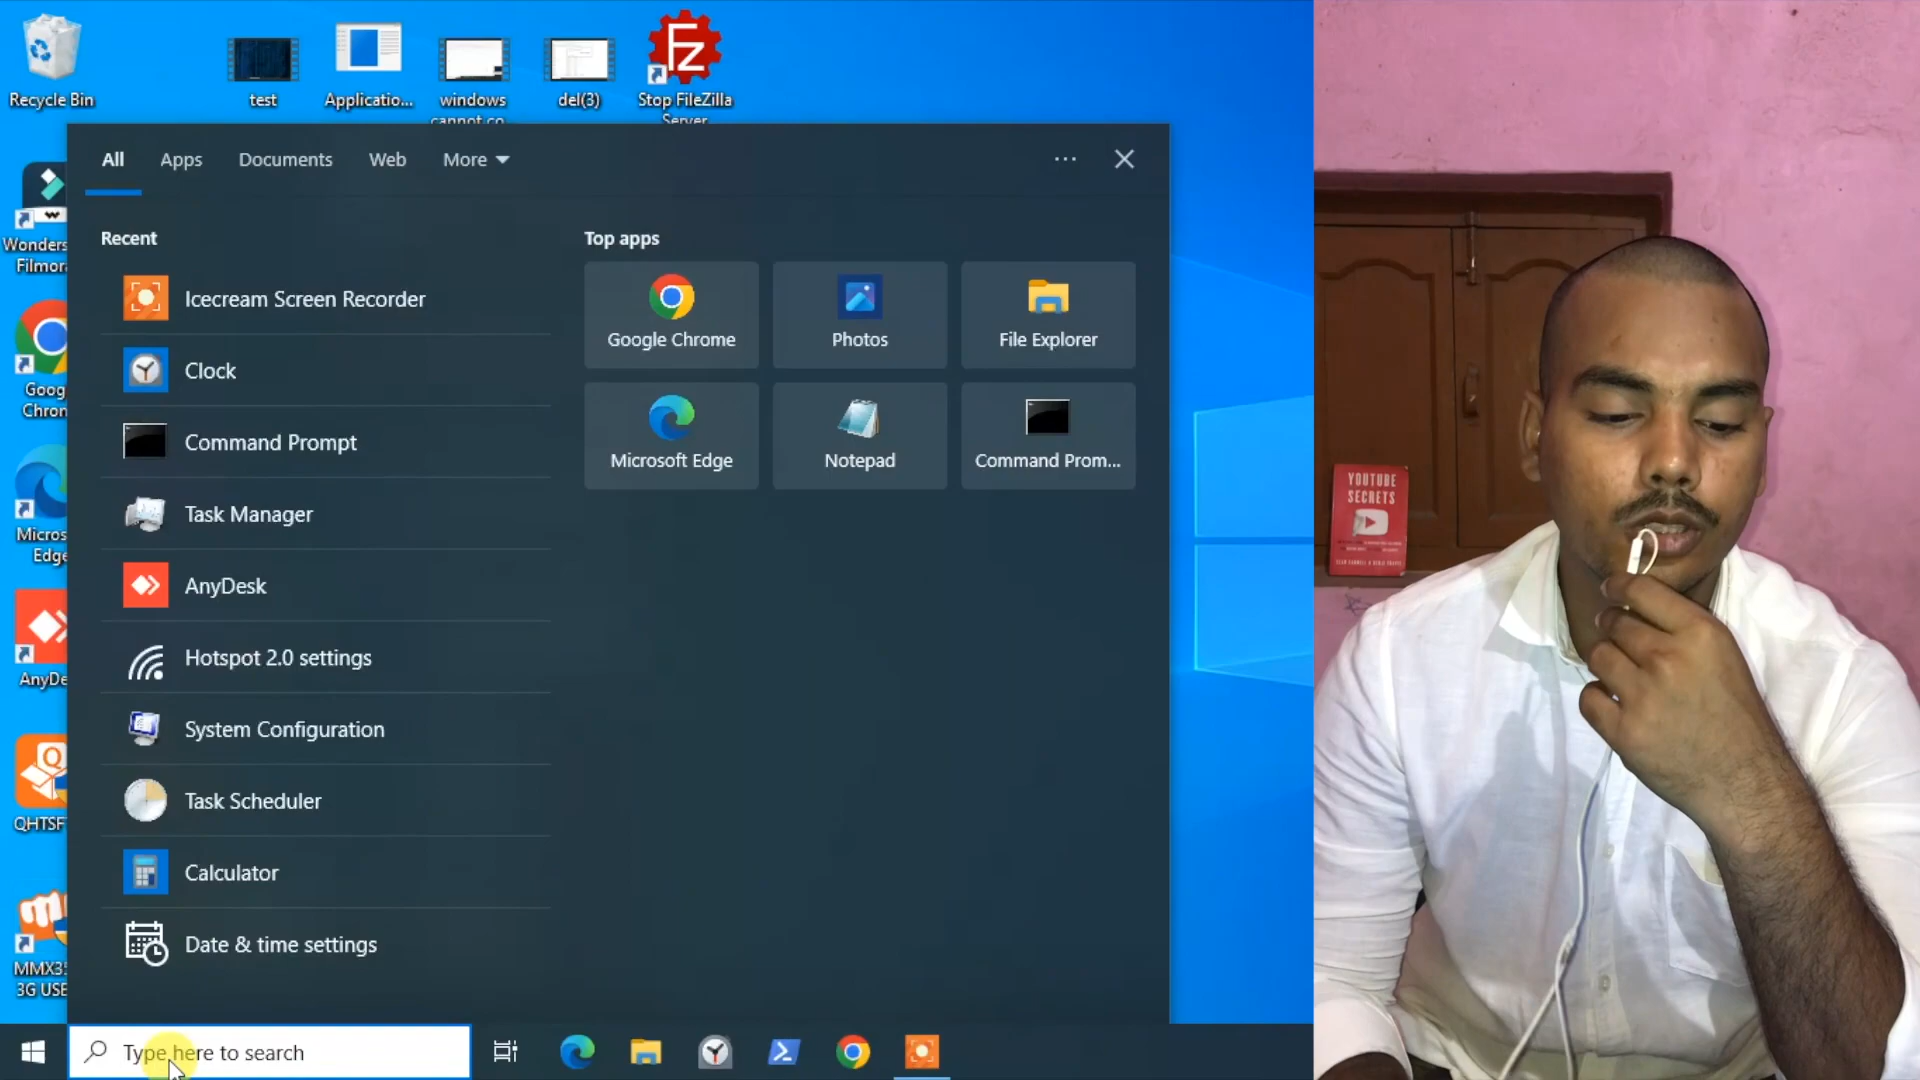 Recycle Bin
test
Applicatio...
windows
cannot co...
del(3)
Stop FileZilla
Server
Wonders
Filmor
Goog
Chron
Micros
Edge
AnyDe
QHTSF
MMX3
3G USB
All
Apps
Documents
Web
More
Recent
Icecream Screen Recorder
Clock
Command Prompt
Task Manager
AnyDesk
Hotspot 2.0 settings
System Configuration
Task Scheduler
Calculator
Date & time settings
Top apps
Google Chrome
Photos
File Explorer
Microsoft Edge
Notepad
Command Prom...
Type here to search
YOUTUBE
SECRETS